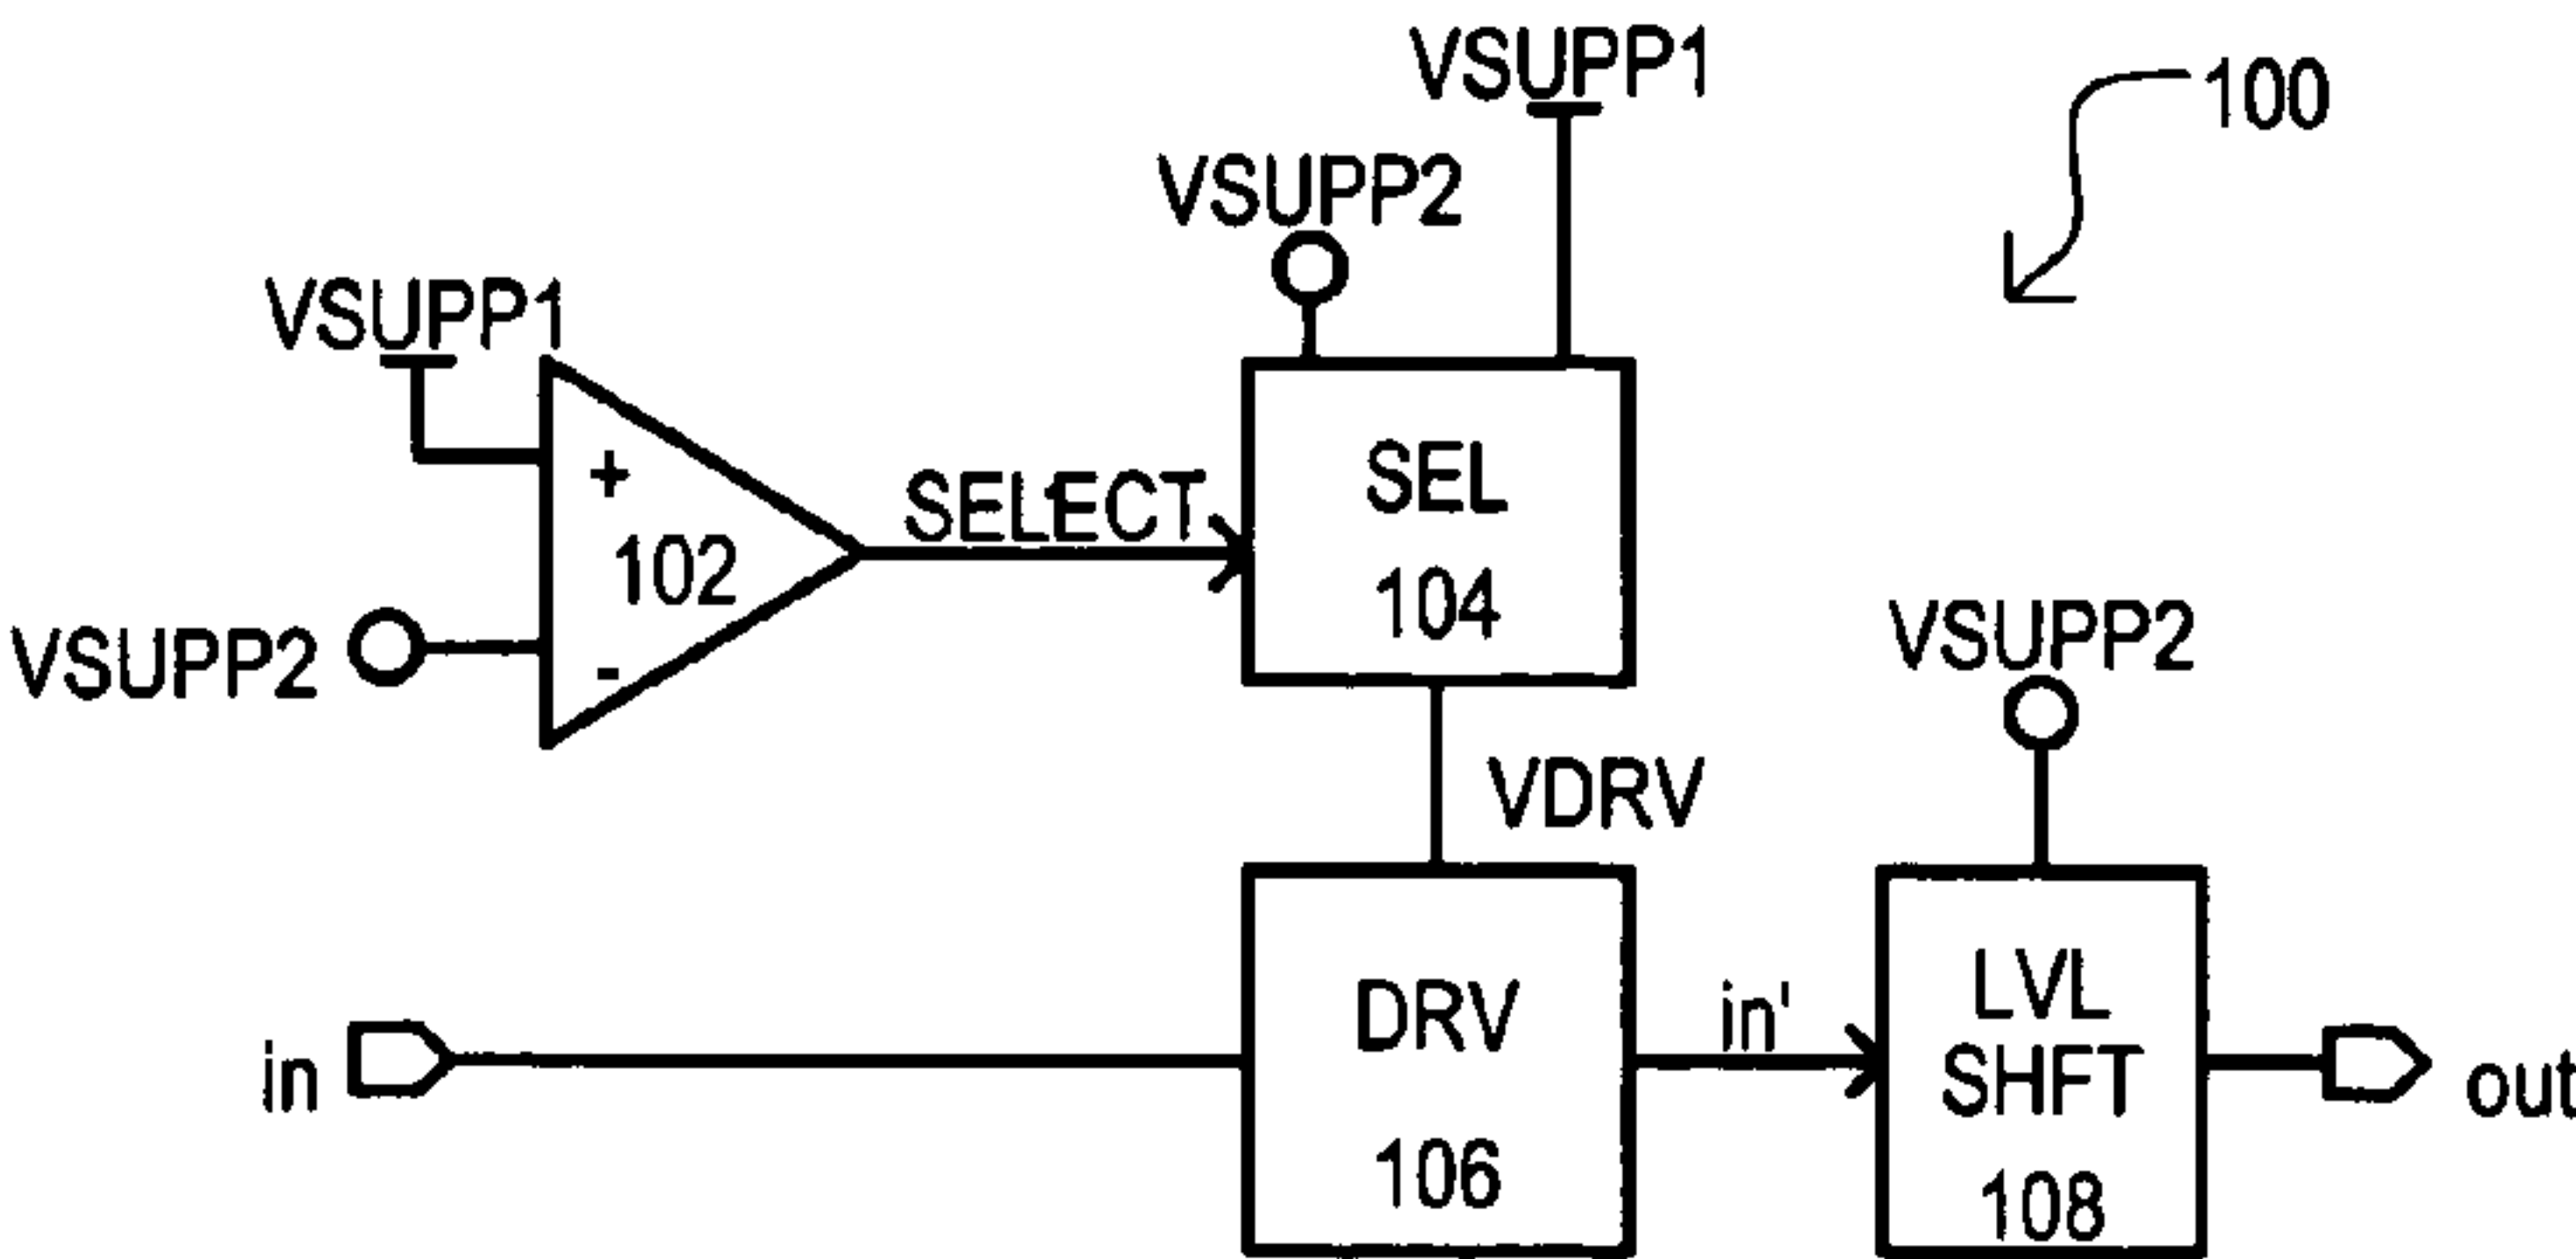 VSUPP1
100
VSUPP2
VSUPP1
+
102
-
VSUPP2
SELECT
SEL
104
VSUPP2
VDRV
in
DRV
106
in'
LVL
SHFT
108
out